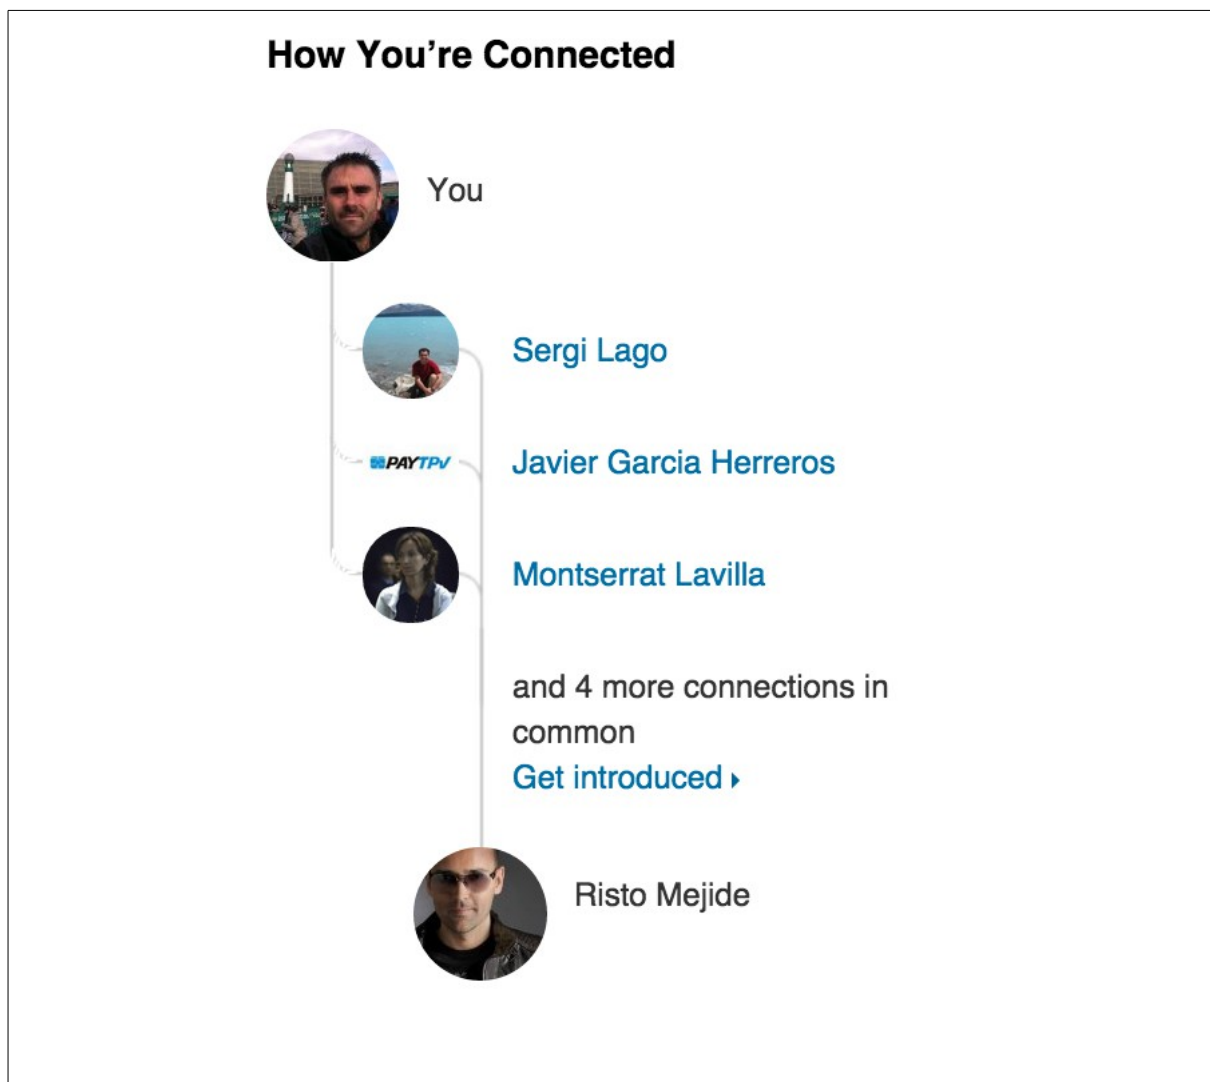 How You’re Connected
You
Sergi Lago
PAYTPV
Javier Garcia Herreros
Montserrat Lavilla
and 4 more connections in
common
Get introduced
Risto Mejide